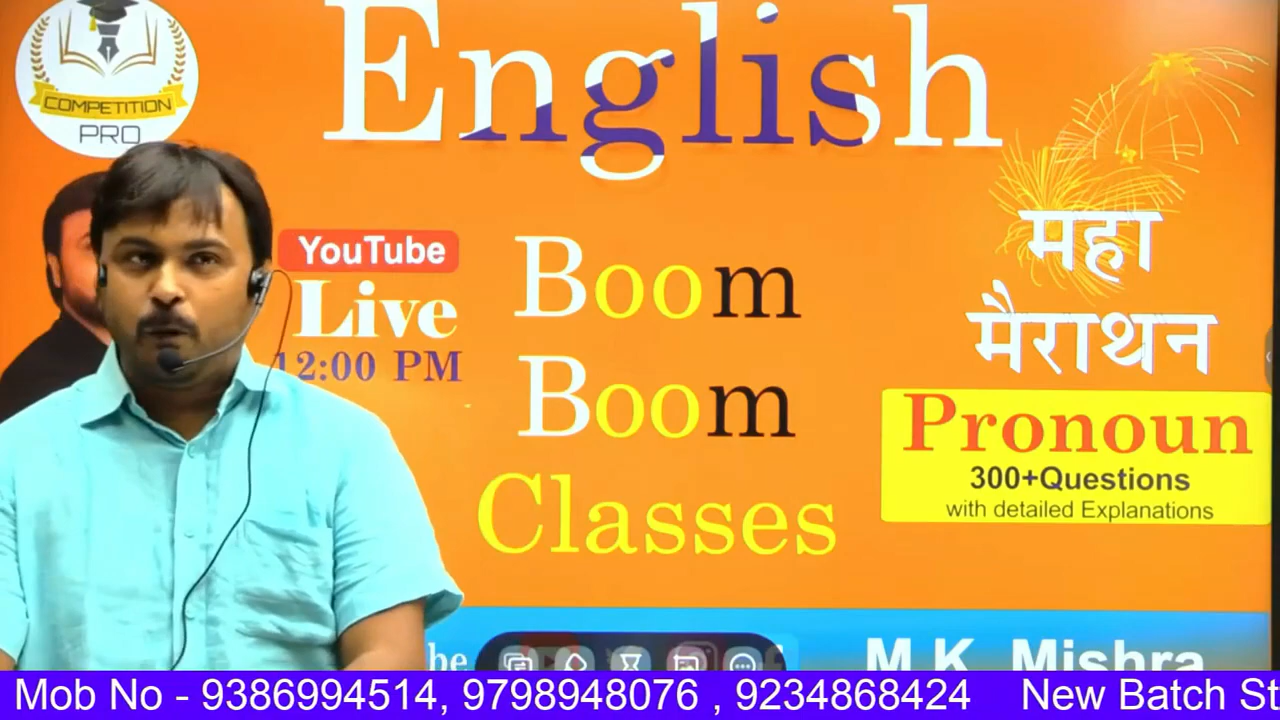 COMPETITION
PRO
English
YouTube
Live
12:00 PM
Boom
Boom
Classes
महा
मैराथन
Pronoun
300+Questions
with detailed Explanations
be
M.K. Mishra
Mob No - 9386994514, 9798948076 , 9234868424 New Batch St